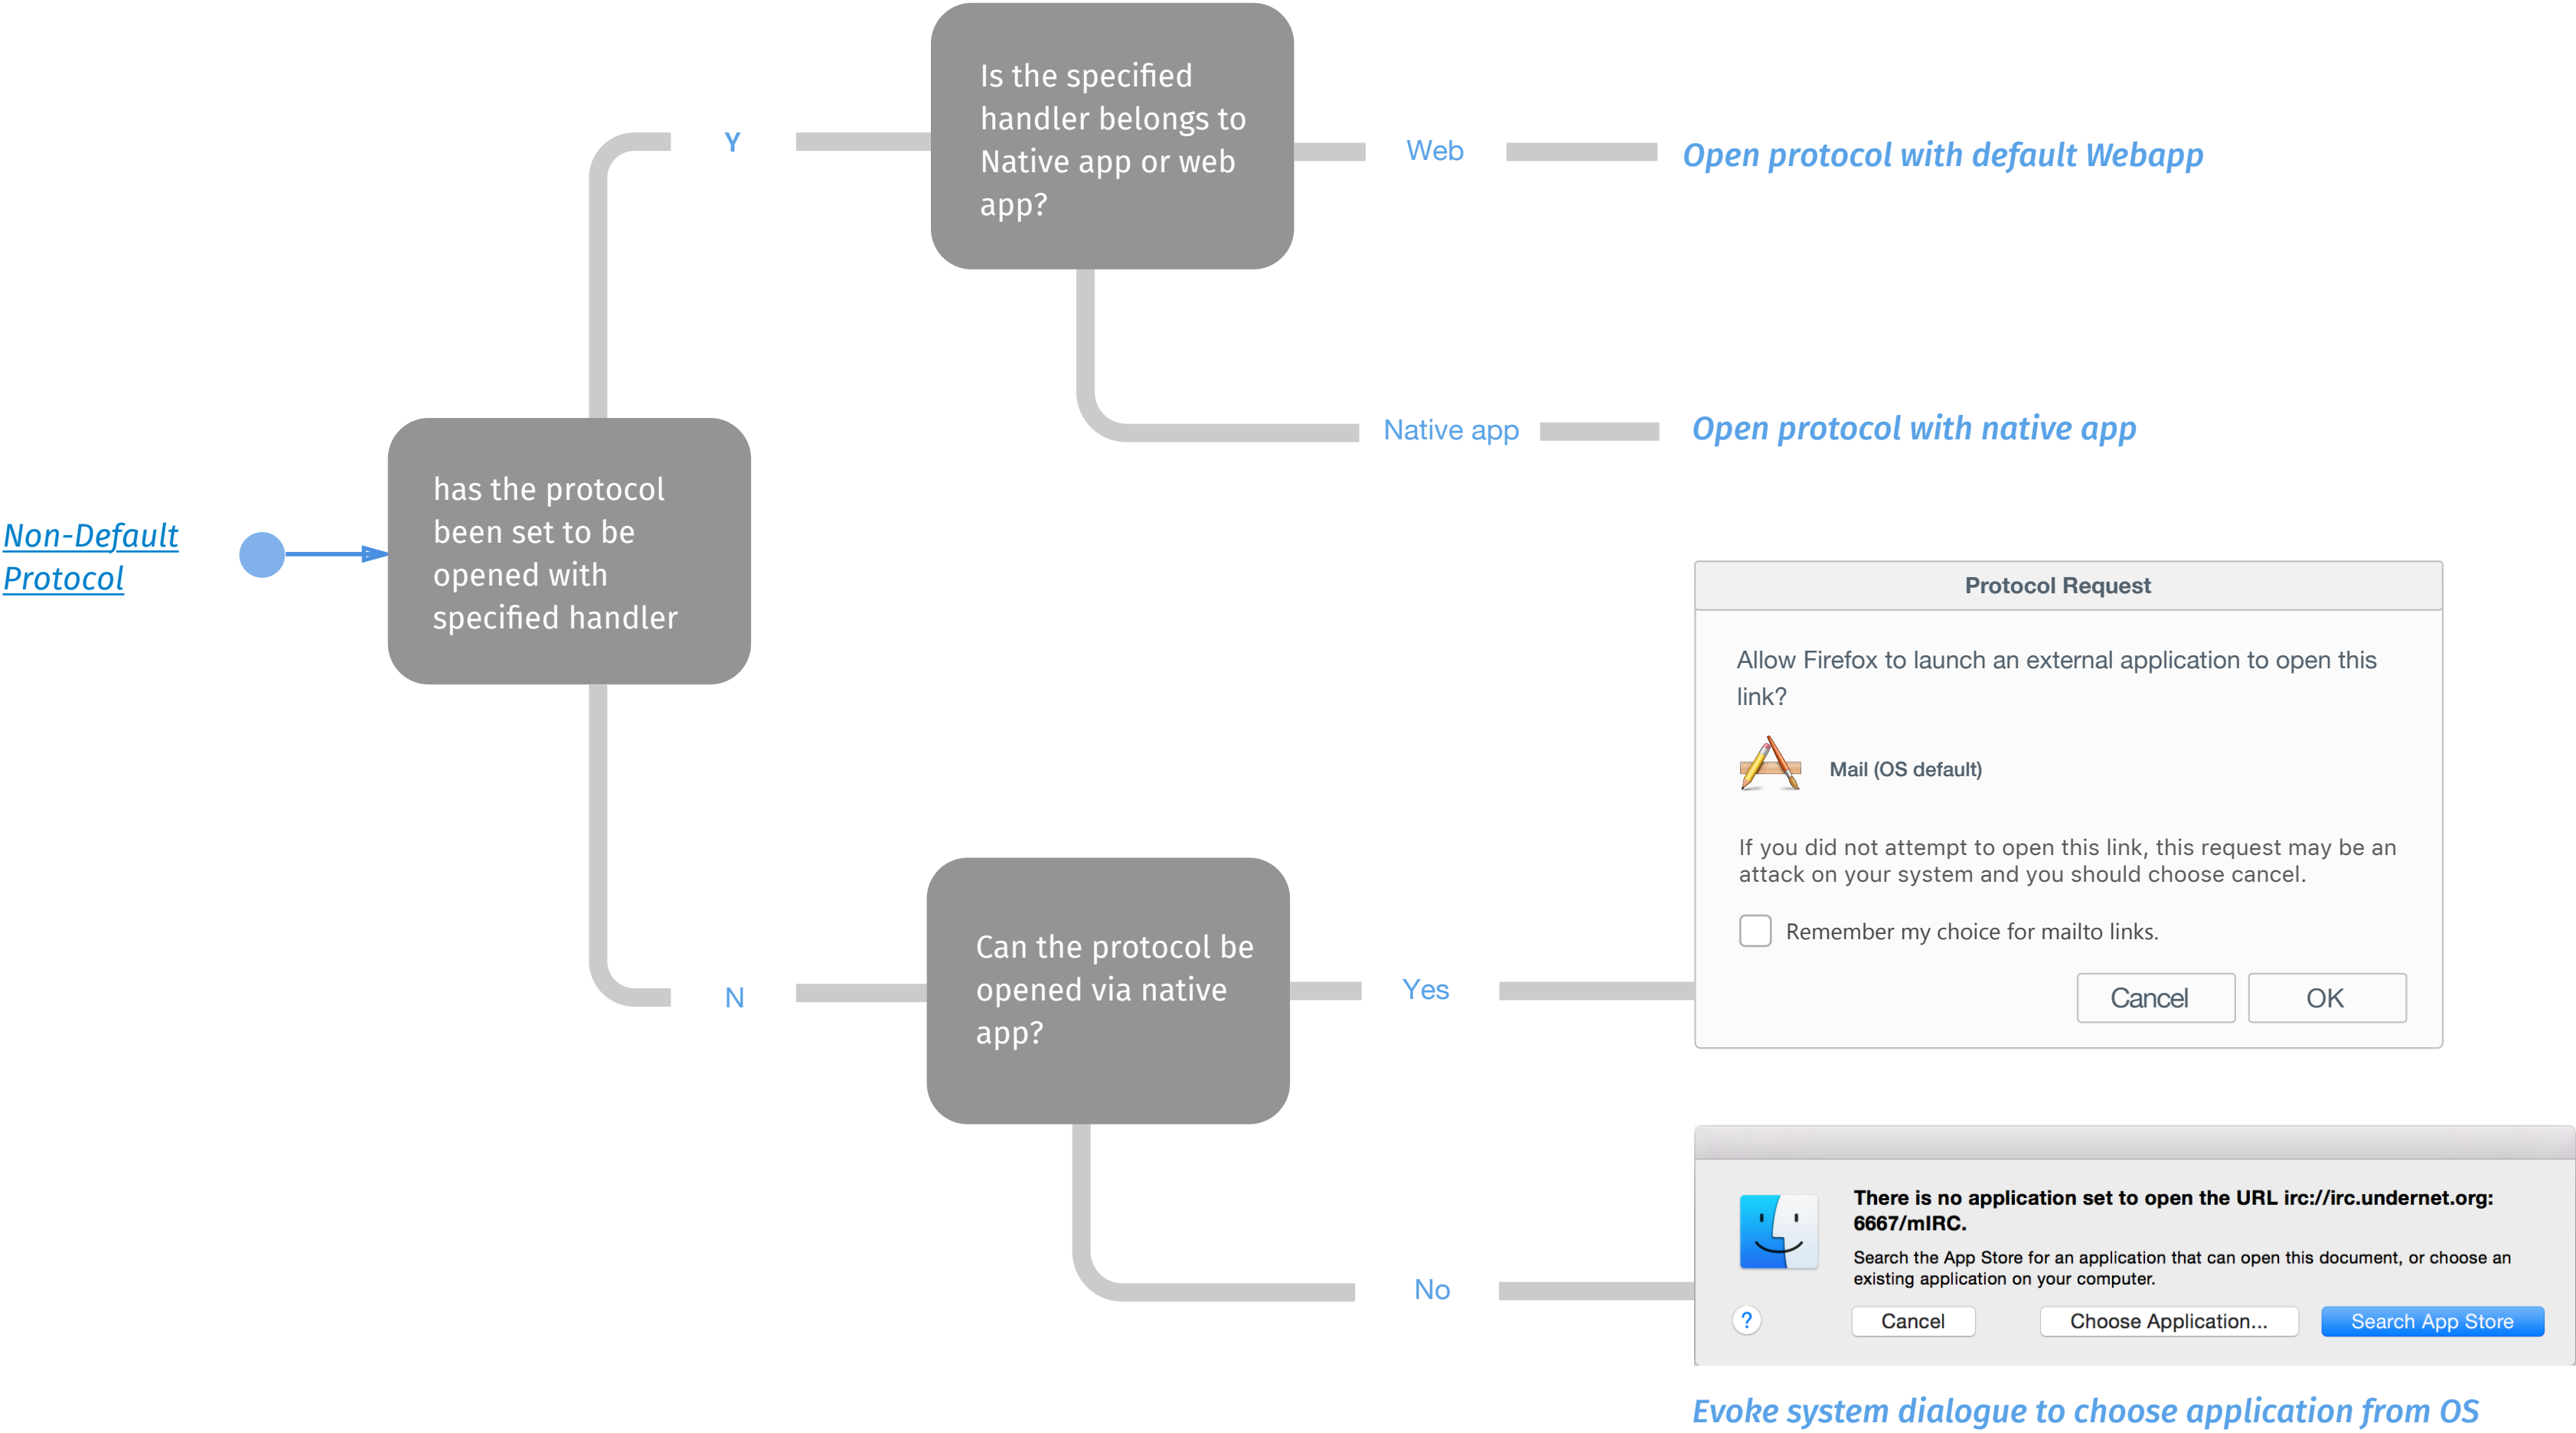 Is the specified
handler belongs to
Native app or web
app?
Y
Web
Open protocol with default Webapp
Native app
Open protocol with native app
Non-Default
Protocol
has the protocol
been set to be
opened with
specified handler
Protocol Request
Allow Firefox to launch an external application to open this
link?
Mail (OS default)
If you did not attempt to open this link, this request may be an
attack on your system and you should choose cancel.
Remember my choice for mailto links.
Cancel
OK
N
Can the protocol be
opened via native
app?
Yes
No
There is no application set to open the URL irc://irc.undernet.org:
6667/mIRC.
Search the App Store for an application that can open this document, or choose an
existing application on your computer.
?
Cancel
Choose Application...
Search App Store
Evoke system dialogue to choose application from OS